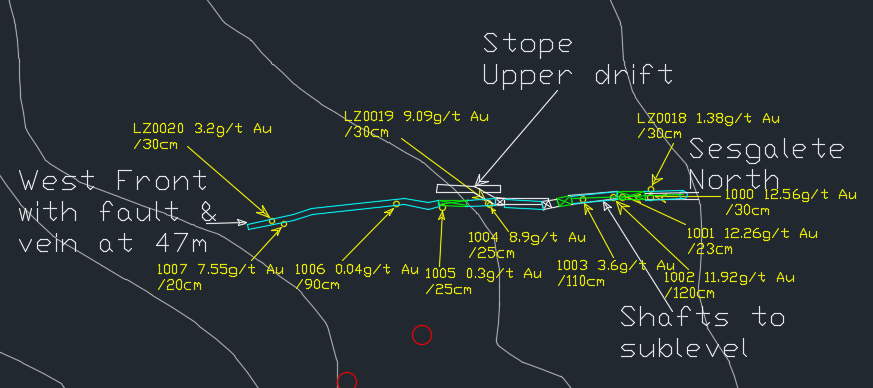 Stope
Upper drift
LZ0020 3.2g/t Au
/30cm
LZ0019 9.09g/t Au
/30cm
LZ0018 1.38g/t Au
/30cm
Sesgalete
North
West Front
with fault &
vein at 47m
1000 12.56g/t Au
/30cm
1001 12.26g/t Au
/23cm
1002 11.92g/t Au
/120cm
1003 3.6g/t Au
/110cm
1004 8.9g/t Au
/25cm
1005 0.3g/t Au
/25cm
1006 0.04g/t Au
/90cm
1007 7.55g/t Au
/20cm
Shafts to
sublevel